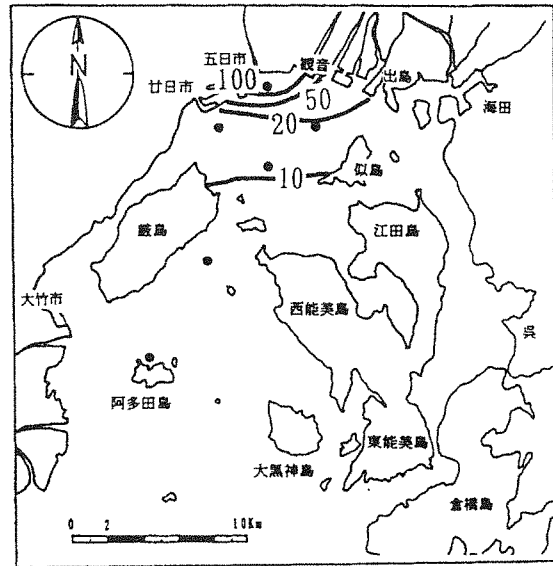 N
五日市
観音
廿日市
100
出島
50
海田
20
10
似島
厳島
江田島
大竹市
西能美島
呉
阿多田島
大黒神島
東能美島
倉橋島
0 2 10Km